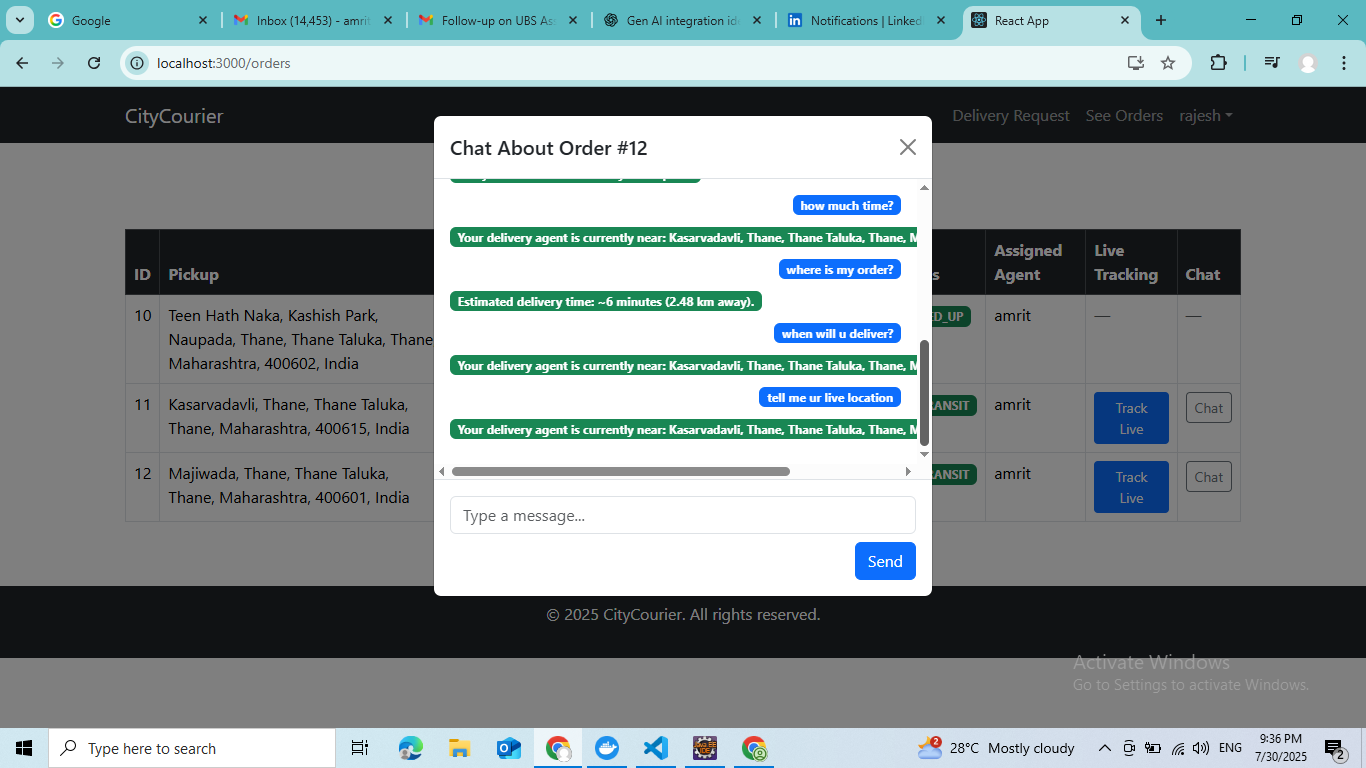 Google
Inbox (14,453) - amrit
Follow-up on UBS Ass
Gen AI integration ide
Notifications | LinkedI
React App
localhost:3000/orders
CityCourier
Delivery Request
See Orders
rajesh
Chat About Order #12
how much time?
Your delivery agent is currently near: Kasarvadavli, Thane, Thane Taluka, Thane, M
where is my order?
Estimated delivery time: ~6 minutes (2.48 km away).
when will u deliver?
Your delivery agent is currently near: Kasarvadavli, Thane, Thane Taluka, Thane, M
tell me ur live location
Your delivery agent is currently near: Kasarvadavli, Thane, Thane Taluka, Thane, M
Type a message...
Send
ID
Pickup
s
Assigned
Agent
Live
Tracking
Chat
10
Teen Hath Naka, Kashish Park,
Naupada, Thane, Thane Taluka, Thane
Maharashtra, 400602, India
ED_UP
amrit
—
—
11
Kasarvadavli, Thane, Thane Taluka,
Thane, Maharashtra, 400615, India
RANSIT
amrit
Track
Live
Chat
12
Majiwada, Thane, Thane Taluka,
Thane, Maharashtra, 400601, India
RANSIT
amrit
Track
Live
Chat
© 2025 CityCourier. All rights reserved.
Activate Windows
Go to Settings to activate Windows.
Type here to search
2
28°C Mostly cloudy
ENG
9:36 PM
7/30/2025
2